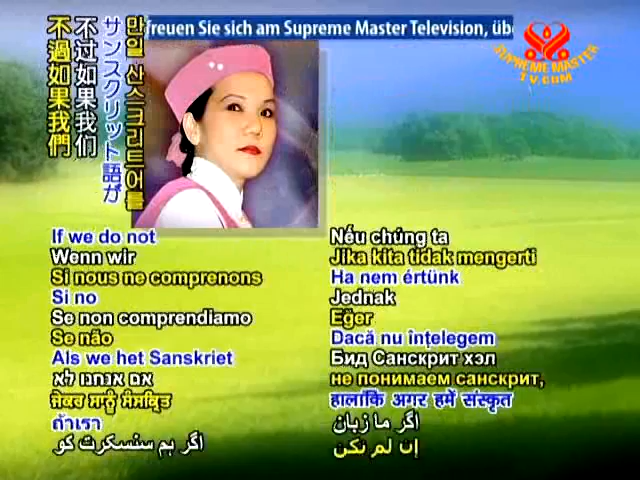 freuen Sie sich am Supreme Master Television, üb
SUPREME MASTER
TV.COM
만일 산스크리트어를
サンスクリット語が
不过如果我们
不過如果我們
If we do not
Wenn wir
Si nous ne comprenons
Si no
Se non comprendiamo
Se não
Als we het Sanskriet
אם אנחנו לא
ਜੇਕਰ ਸਾਨੂੰ ਸੰਸਕ੍ਰਿਤ
ถ้าเรา
اگر ہم سنسکرت کو
Nếu chúng ta
Jika kita tidak mengerti
Ha nem értünk
Jednak
Eğer
Dacă nu înţelegem
Бид Санскрит хэл
не понимаем санскрит,
हालांकि अगर हमें संस्कृत
اگر ما زبان
إن لم نكن